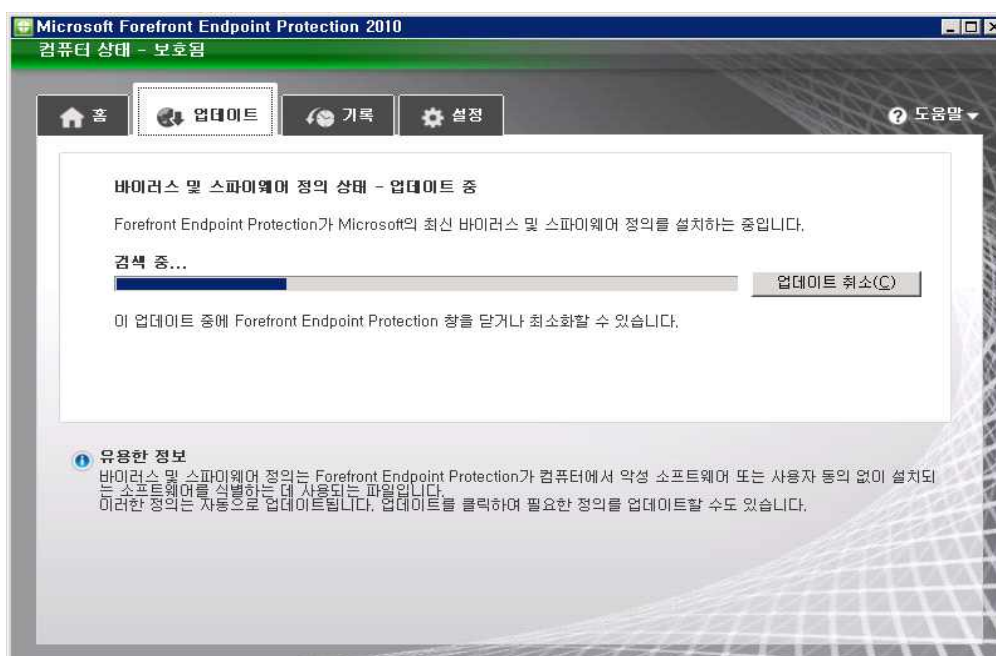 Microsoft Forefront Endpoint Protection 2010
컴퓨터 상태 - 보호됨
홈
업데이트
기록
설정
도움말
바이러스 및 스파이웨어 정의 상태 - 업데이트 중
Forefront Endpoint Protection가 Microsoft의 최신 바이러스 및 스파이웨어 정의를 설치하는 중입니다.
검색 중...
업데이트 취소(C)
이 업데이트 중에 Forefront Endpoint Protection 창을 닫거나 최소화할 수 있습니다.
유용한 정보
바이러스 및 스파이웨어 정의는 Forefront Endpoint Protection가 컴퓨터에서 악성 소프트웨어 또는 사용자 동의 없이 설치되
는 소프트웨어를 식별하는 데 사용되는 파일입니다.
이러한 정의는 자동으로 업데이트됩니다. 업데이트를 클릭하여 필요한 정의를 업데이트할 수도 있습니다.